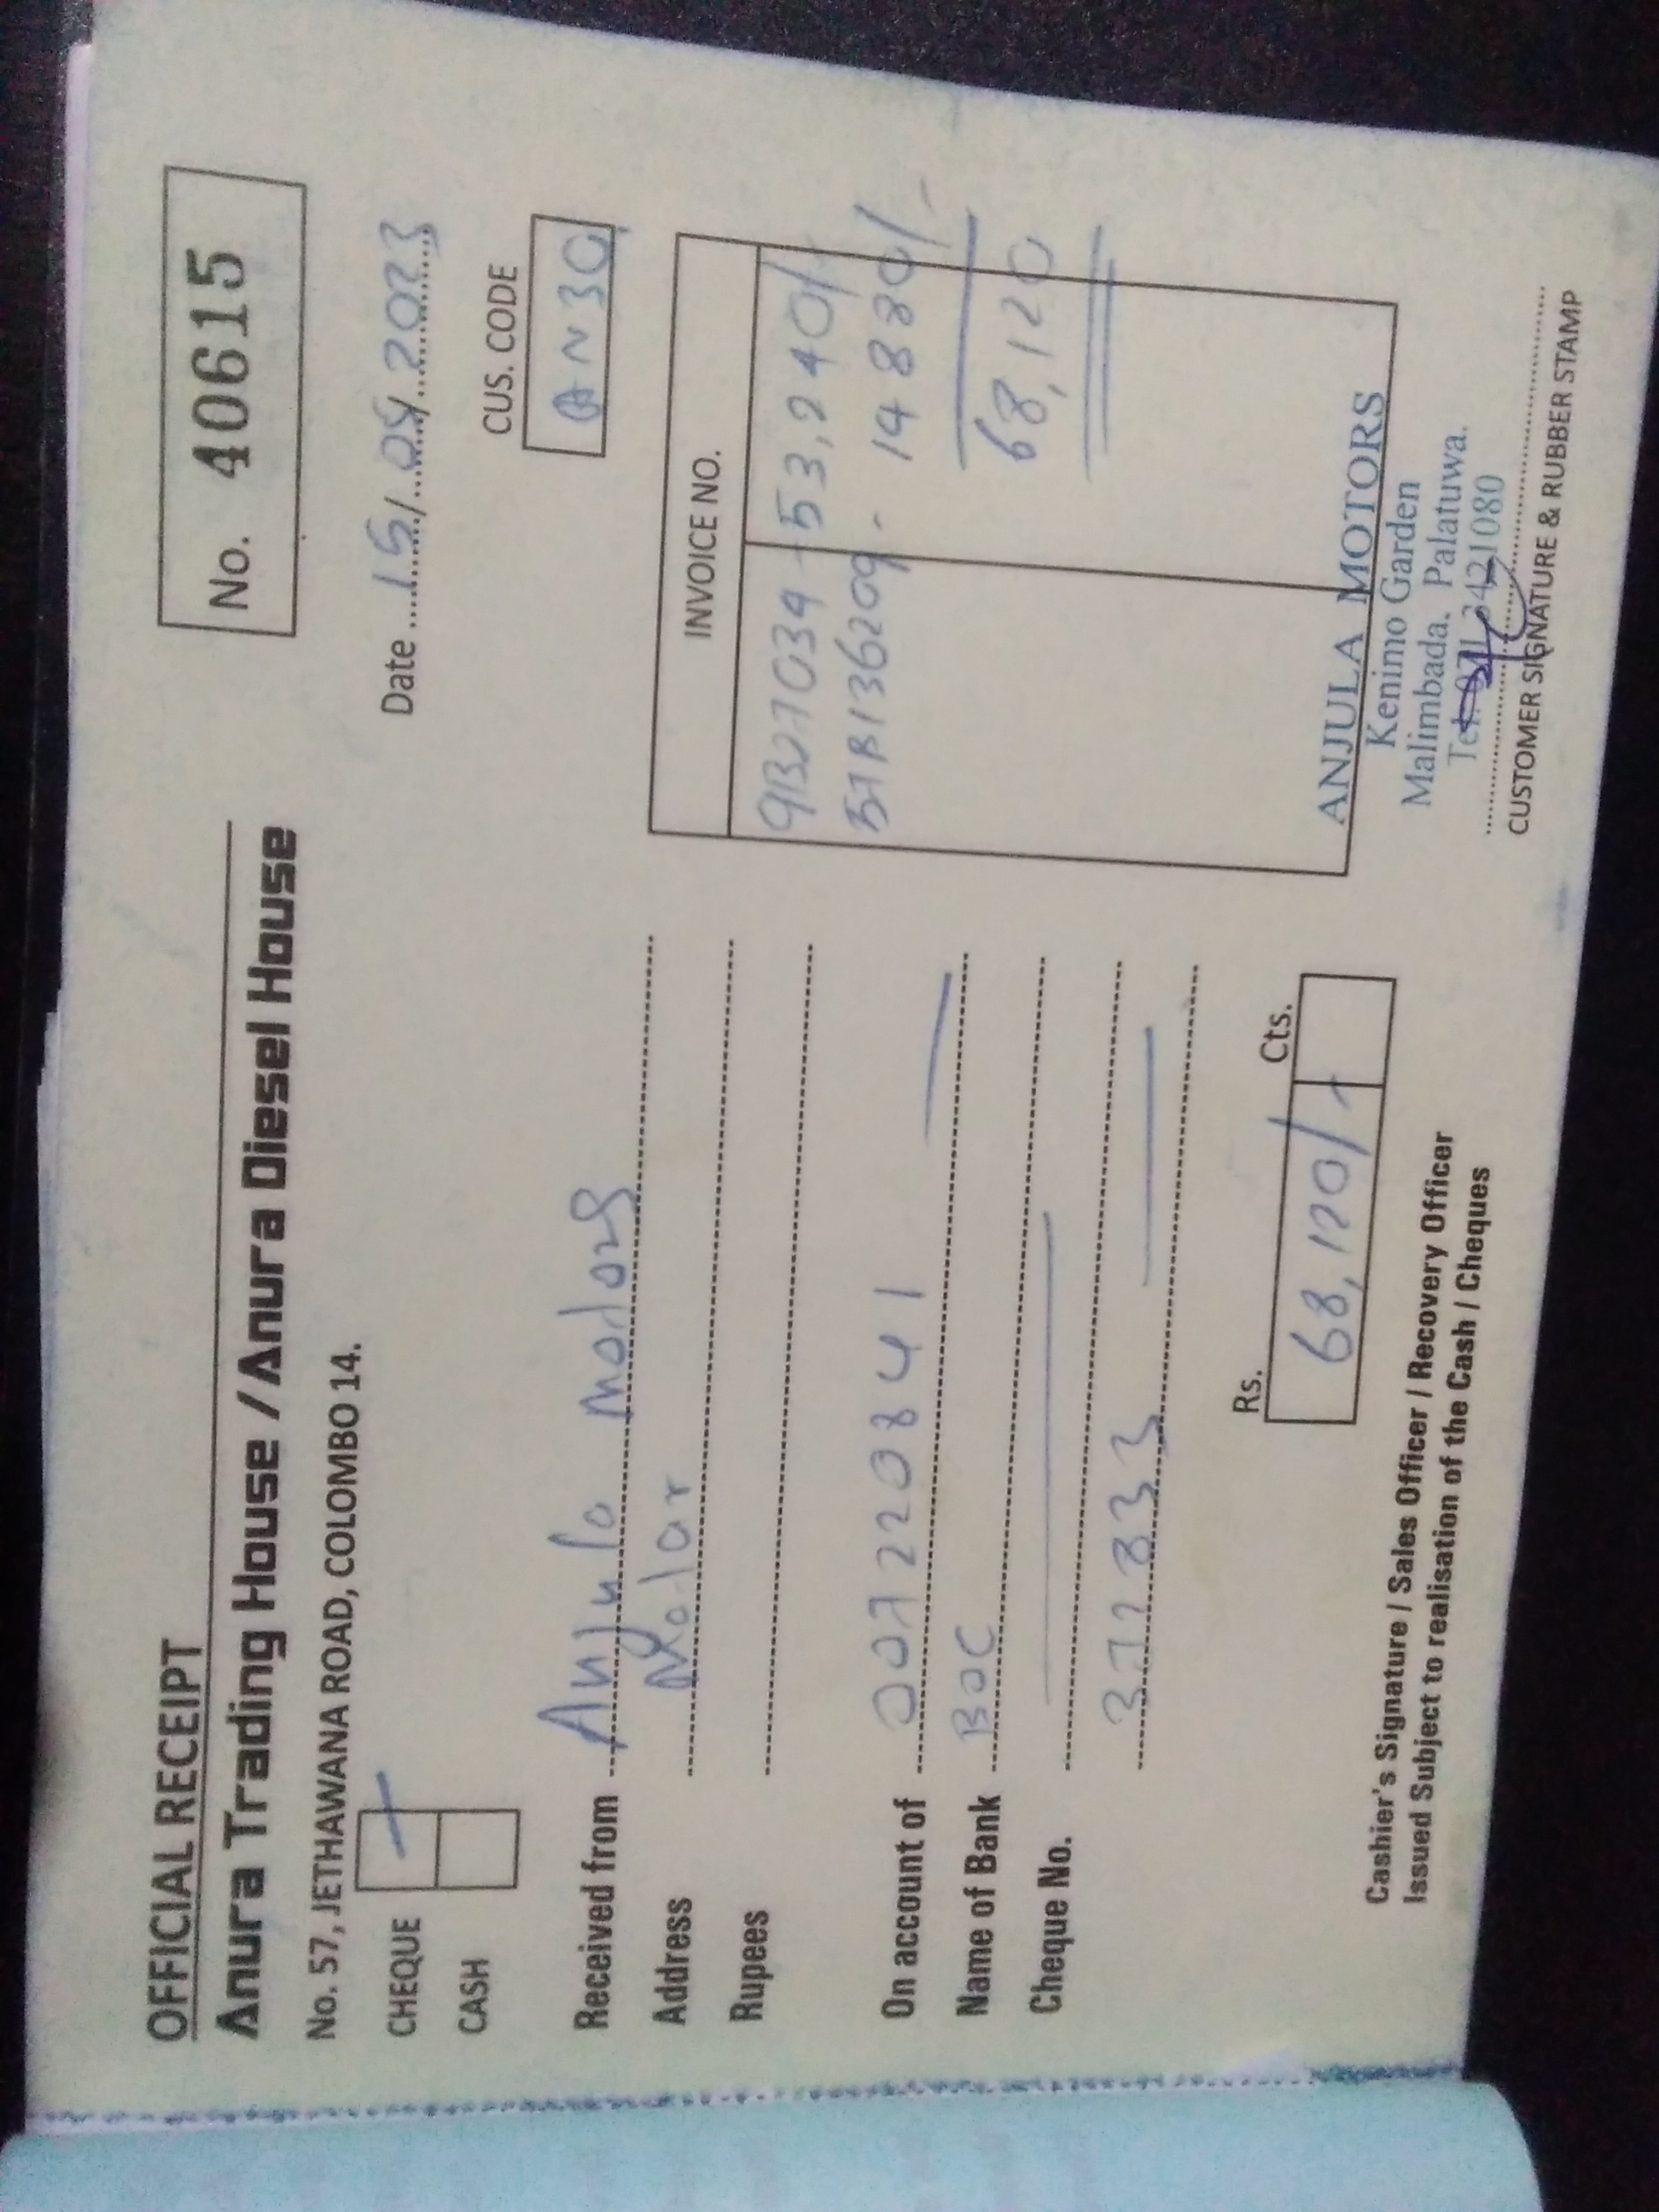 OFFICIAL RECEIPT
Anura Trading House / Anura Diesel House
No. 57, JETHAWANA ROAD, COLOMBO 14.
No. 40615
CHEQUE
CASH
Date 15/09/2023
CUS. CODE
AN30
Received from Anjula motors
Address
Rupees
On account of 007220841
Name of Bank BOC
Cheque No.
372833
INVOICE NO.
53,240/-
- 14880/-
68,120
Rs. Cts.
68,120/-
ANJULA MOTORS
Kenimo Garden
Malimbada. Palatuwa.
CUSTOMER SIGNATURE & RUBBER STAMP
Cashier's Signature / Sales Officer / Recovery Officer
Issued Subject to realisation of the Cash / Cheques